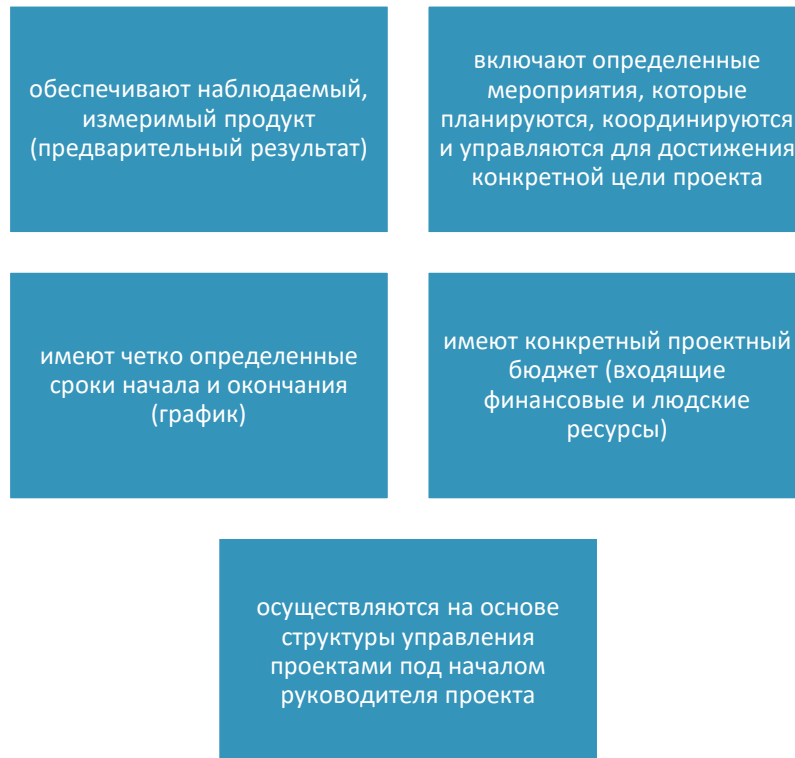 обеспечивают наблюдаемый,
измеримый продукт
(предварительный результат)
включают определенные
мероприятия, которые
планируются, координируются
и управляются для достижения
конкретной цели проекта
имеют четко определенные
сроки начала и окончания
(график)
имеют конкретный проектный
бюджет (входящие
финансовые и людские
ресурсы)
осуществляются на основе
структуры управления
проектами под началом
руководителя проекта